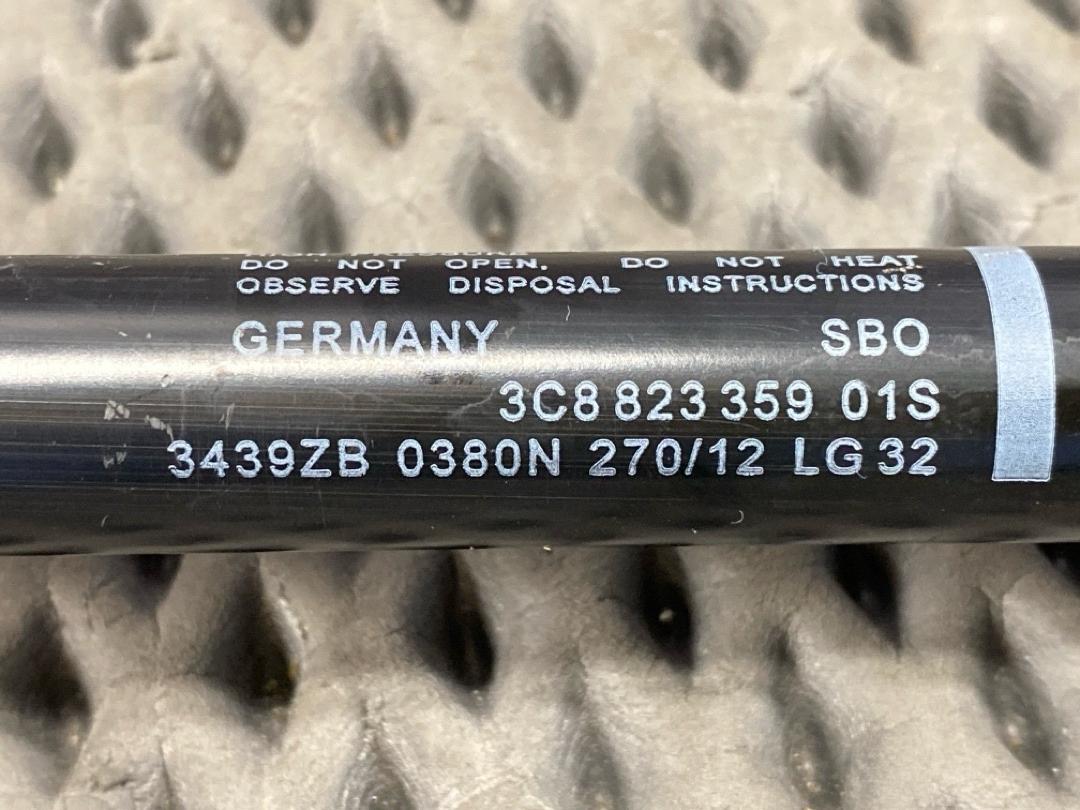 DO NOT OPEN. DO NOT HEAT
OBSERVE DISPOSAL INSTRUCTIONS
GERMANY SBO
3C8 823 359 01S
3439ZB 0380N 270/12 LG 32